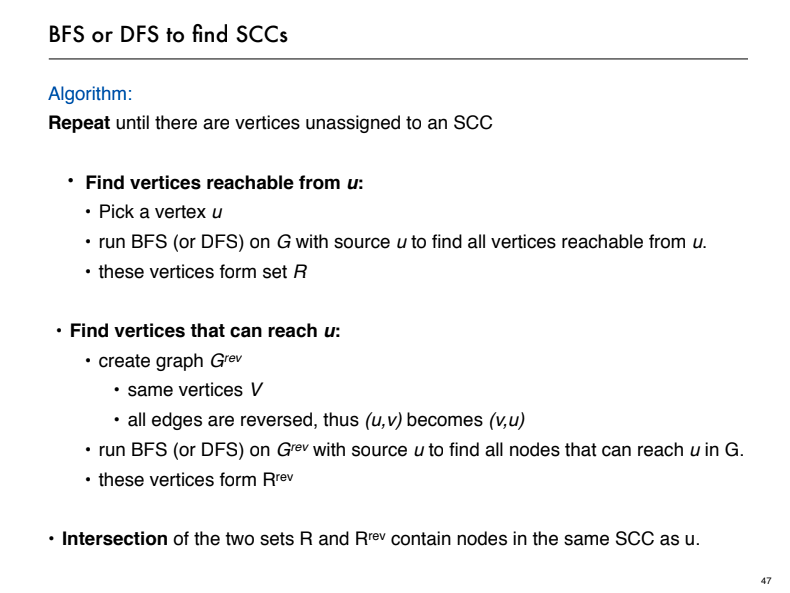 BFS or DFS to find SCCs
Algorithm:
Repeat until there are vertices unassigned to an SCC
• Find vertices reachable from u:
• Pick a vertex u
• run BFS (or DFS) on G with source u to find all vertices reachable from u.
• these vertices form set R
• Find vertices that can reach u:
• create graph Grev
• same vertices V
• all edges are reversed, thus (u,v) becomes (v,u)
• run BFS (or DFS) on Grev with source u to find all nodes that can reach u in G.
• these vertices form Rrev
• Intersection of the two sets R and Rrev contain nodes in the same SCC as u.
47